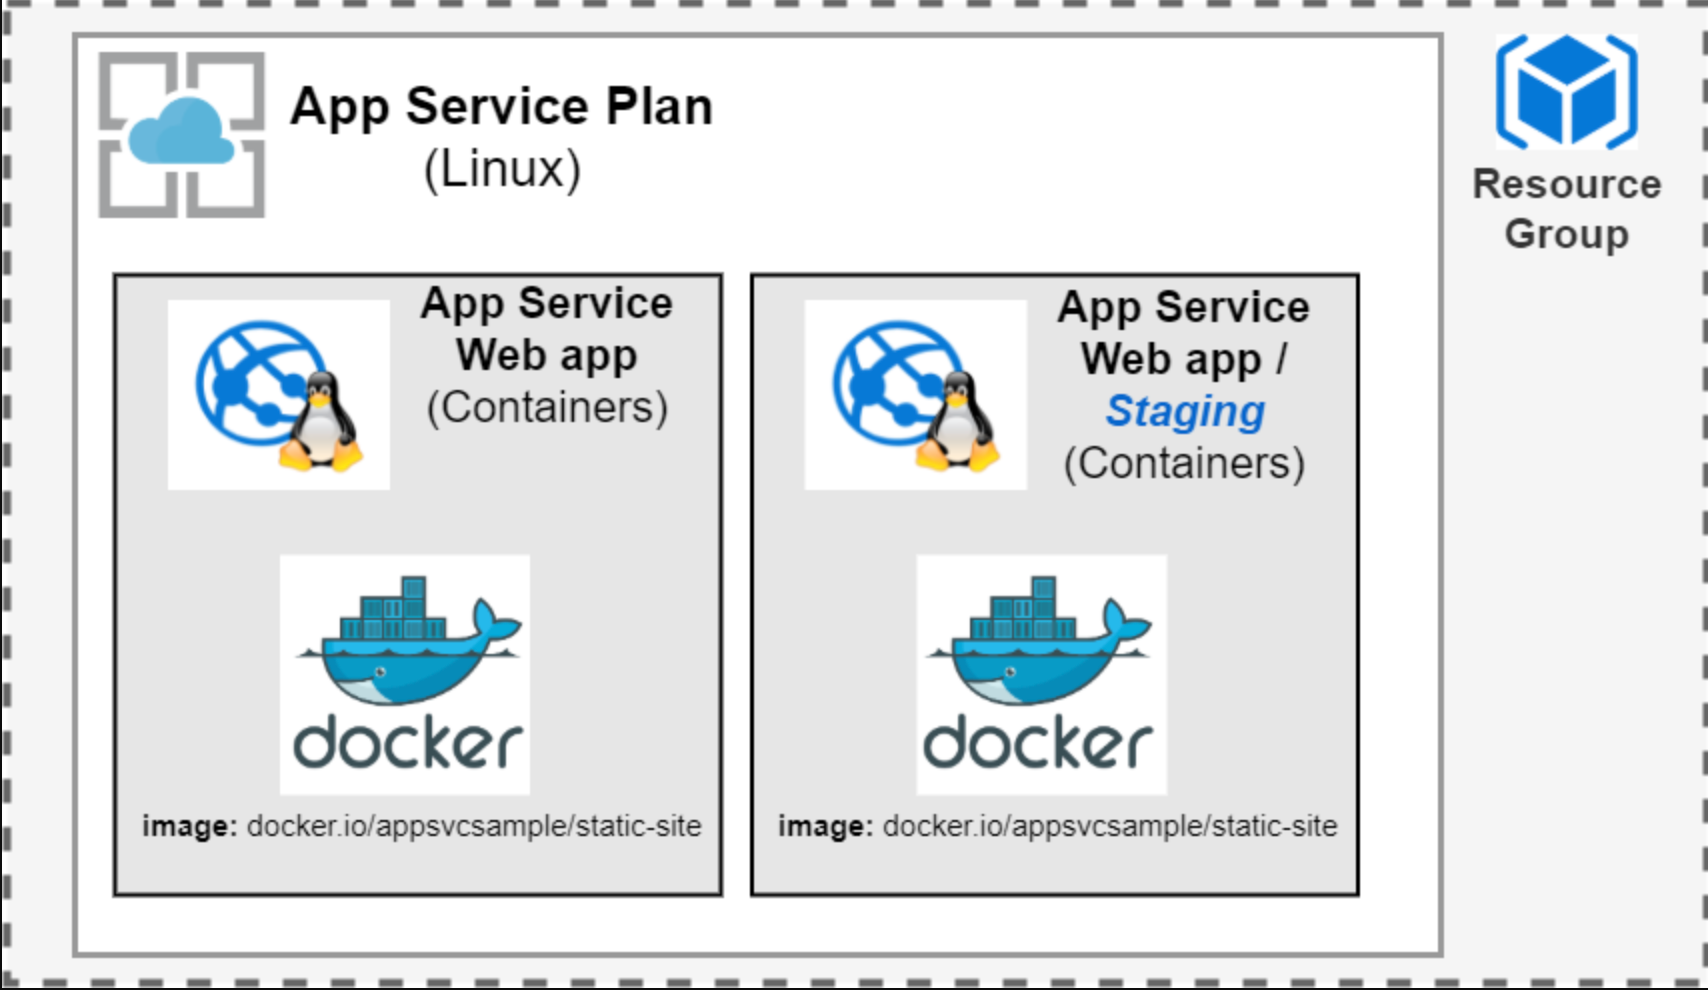 App Service Plan
(Linux)
Resource
Group
App Service
Web app
(Containers)
docker
image: docker.io/appsvcsample/static-site
App Service
Web app /
Staging
(Containers)
docker
image: docker.io/appsvcsample/static-site